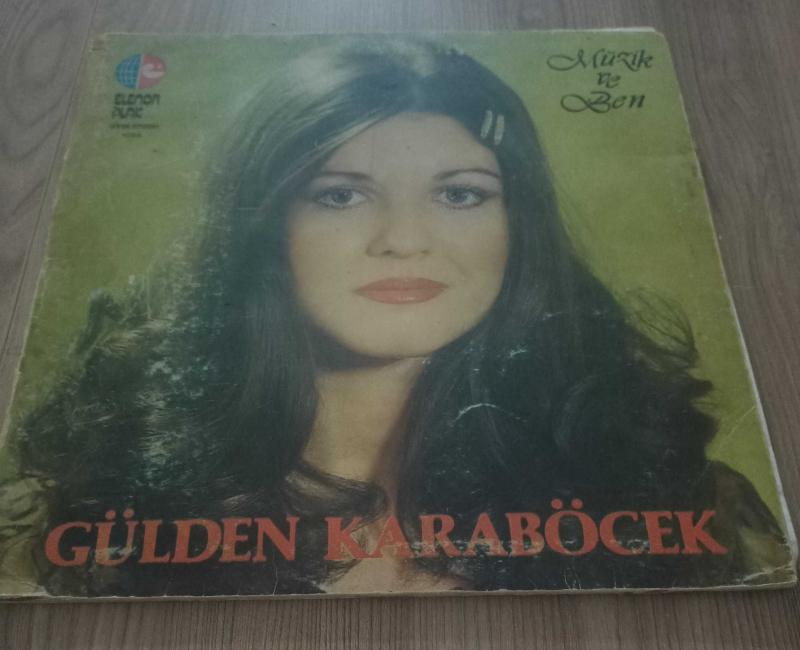 ELENOR
PLAK
Müzik
ve
Ben
GÜLDEN KARABÖCEK